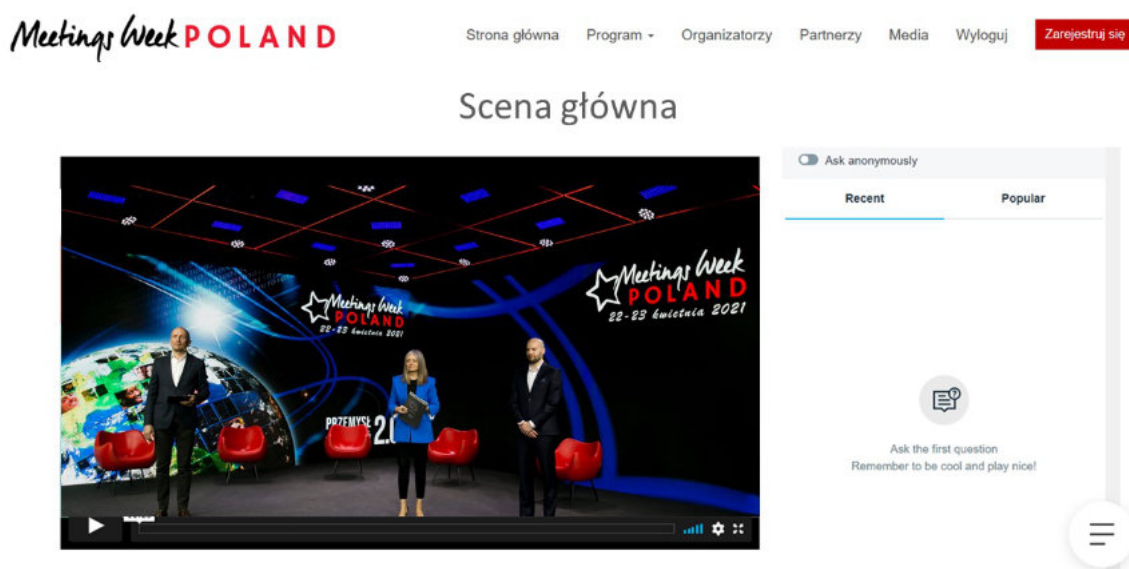 Meetings Week POLAND
Strona główna Program Organizatorzy Partnerzy Media Wyloguj Zarejestruj się
Scena główna
Meetings Week
POLAND
22-23 kwietnia 2021
Meetings Week
POLAND
22-23 kwietnia 2021
PRZEMYSŁ
2.0
Ask anonymously
Recent Popular
Ask the first question
Remember to be cool and play nice!